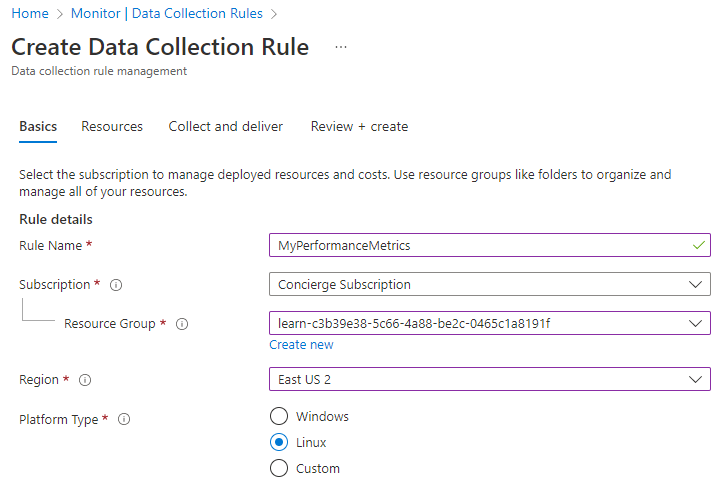 Home > Monitor | Data Collection Rules >
Create Data Collection Rule ...
Data collection rule management
Basics Resources Collect and deliver Review + create
Select the subscription to manage deployed resources and costs. Use resource groups like folders to organize and
manage all of your resources.
Rule details
Rule Name * MyPerformanceMetrics
Subscription * Concierge Subscription
Resource Group * learn-c3b39e38-5c66-4a88-be2c-0465c1a8191f
Create new
Region * East US 2
Platform Type * Windows
Linux
Custom